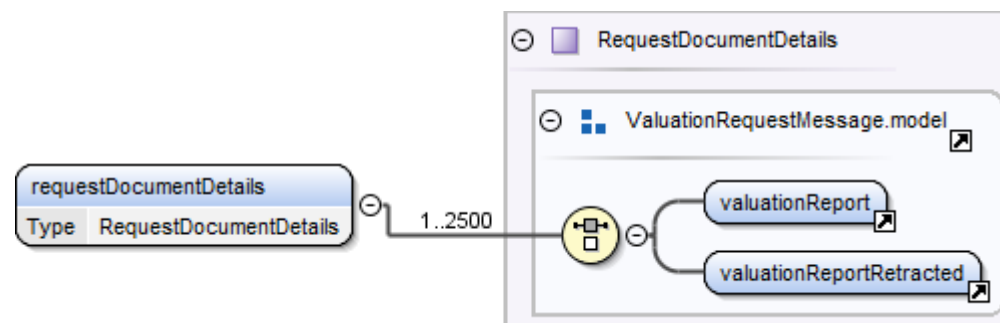 RequestDocumentDetails
ValuationRequestMessage.model
requestDocumentDetails
Type RequestDocumentDetails
1..2500
valuationReport
valuationReportRetracted